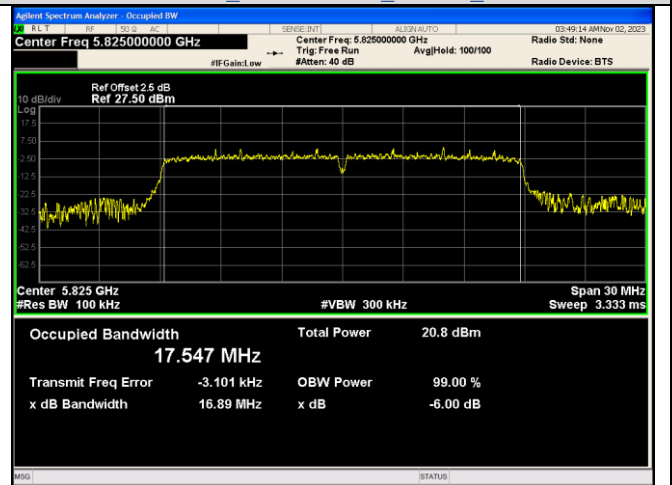 Agilent Spectrum Analyzer - Occupied BW
RLT RF 50 Ω AC SENSE:INT ALIGN AUTO 03:49:14 AM Nov 02, 2023
Center Freq 5.825000000 GHz Center Freq: 5.825000000 GHz Radio Std: None
Trig: Free Run Avg|Hold: 100/100
#IFGain:Low #Atten: 40 dB Radio Device: BTS
Ref Offset 2.5 dB
10 dB/div Ref 27.50 dBm
Log
17.5
7.50
-2.50
-12.5
-22.5
-32.5
-42.5
-52.5
-62.5
Center 5.825 GHz Span 30 MHz
#Res BW 100 kHz #VBW 300 kHz Sweep 3.333 ms
Occupied Bandwidth Total Power 20.8 dBm
17.547 MHz
Transmit Freq Error -3.101 kHz OBW Power 99.00 %
x dB Bandwidth 16.89 MHz x dB -6.00 dB
MSG STATUS